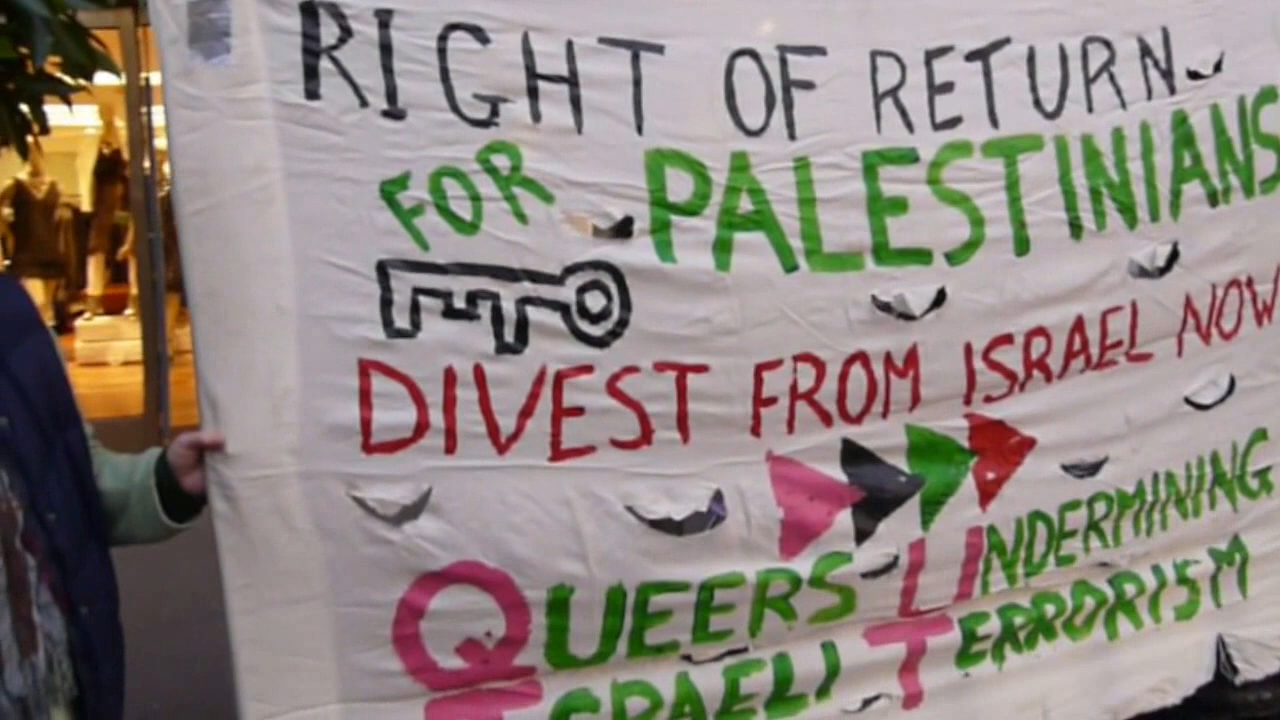 RIGHT OF RETURN
FOR PALESTINIANS
DIVEST FROM ISRAEL NOW
QUEERS UNDERMINING
ISRAELI TERRORISM